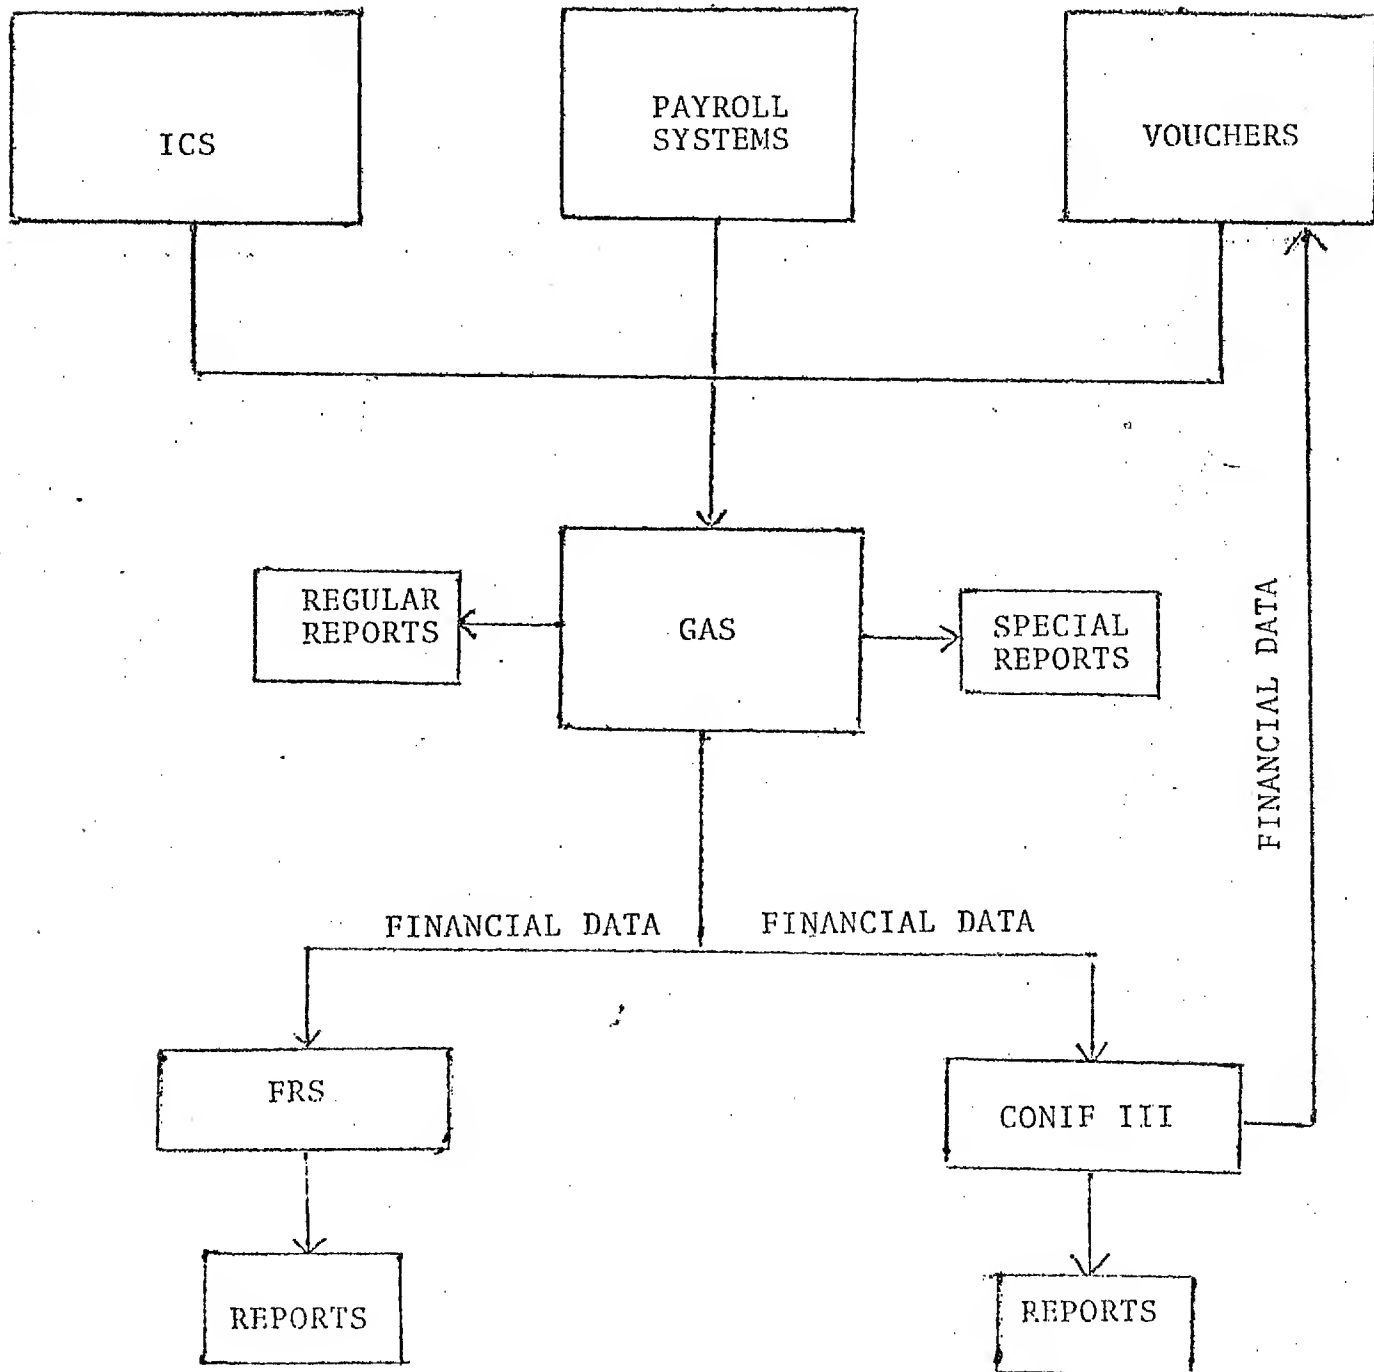 ICS
PAYROLL
SYSTEMS
VOUCHERS
REGULAR
REPORTS
GAS
SPECIAL
REPORTS
FINANCIAL DATA
FINANCIAL DATA
FINANCIAL DATA
FRS
CONIF III
REPORTS
REPORTS